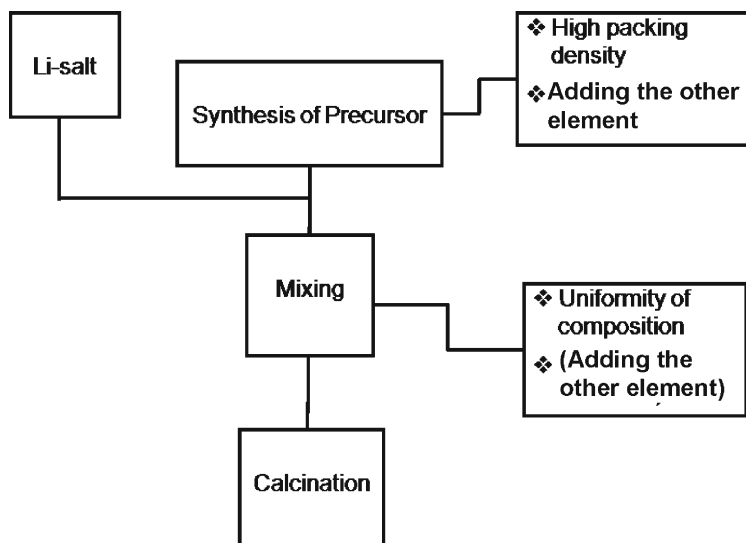 Li-salt
Synthesis of Precursor
❖ High packing
density
❖ Adding the other
element
Mixing
❖ Uniformity of
composition
❖ (Adding the
other element)
Calcination